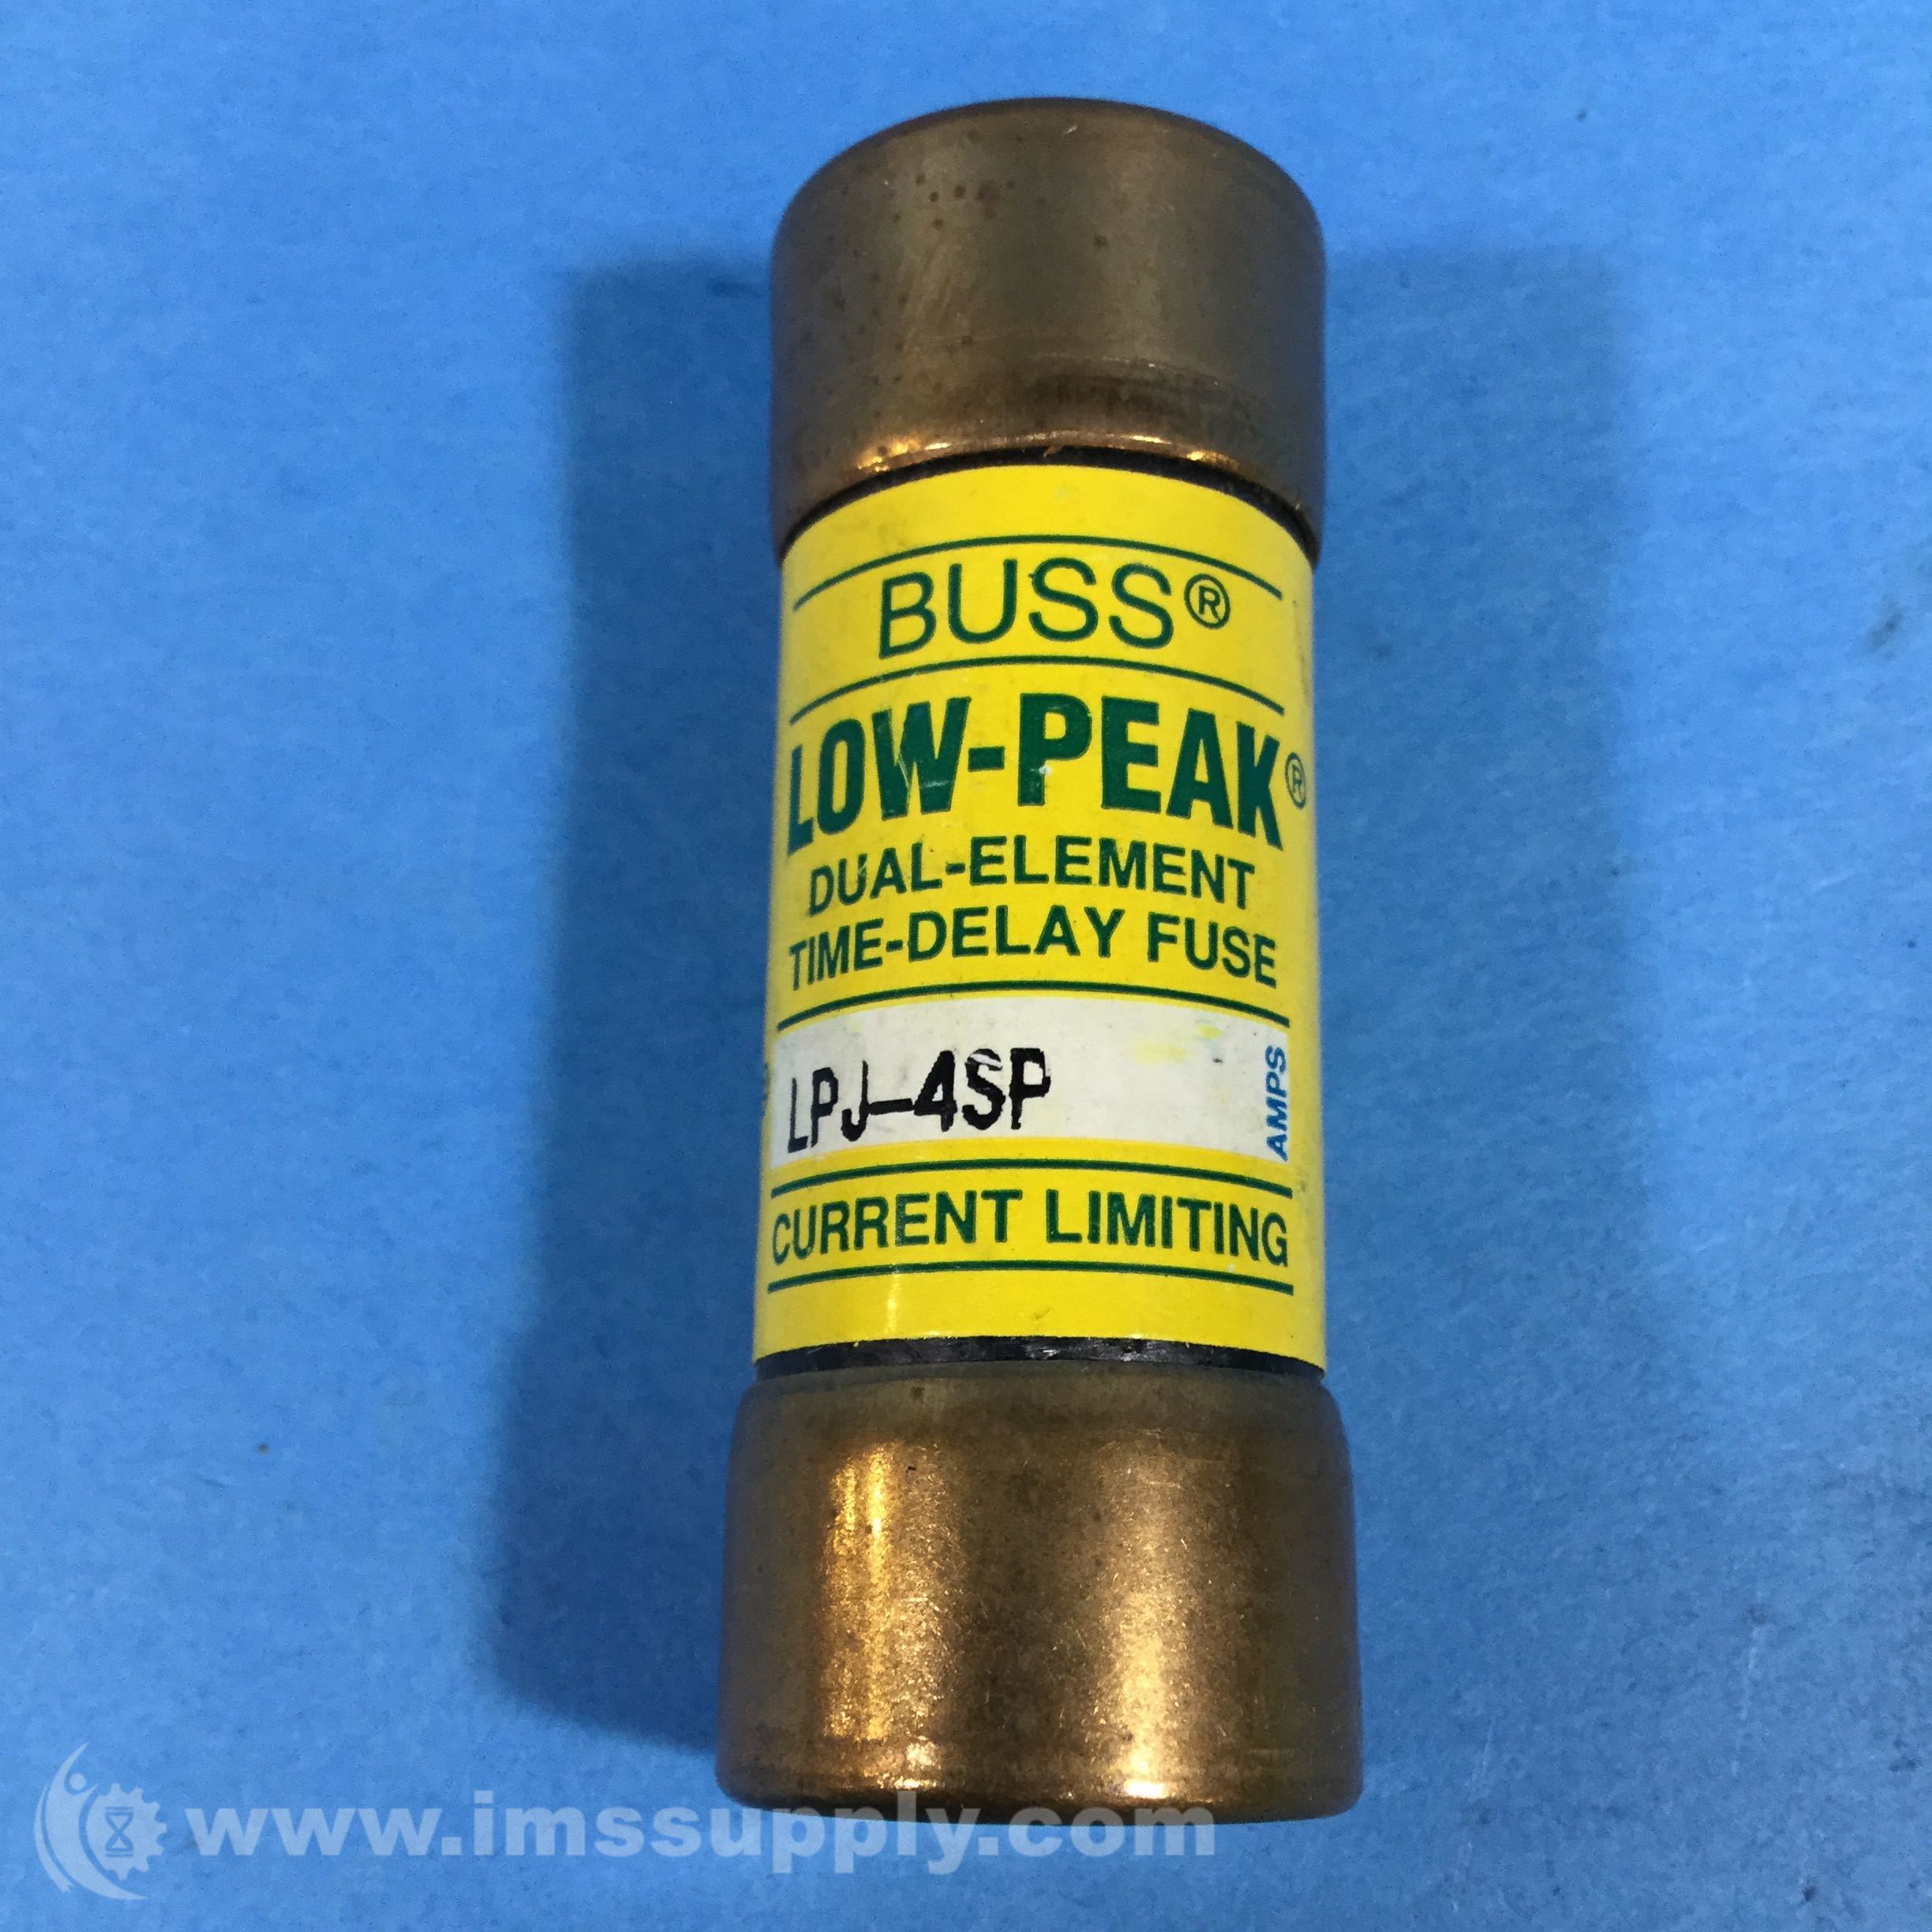 BUSS®
LOW-PEAK®
DUAL-ELEMENT
TIME-DELAY FUSE
LPJ-4SP
AMPS
CURRENT LIMITING
www.imssupply.com